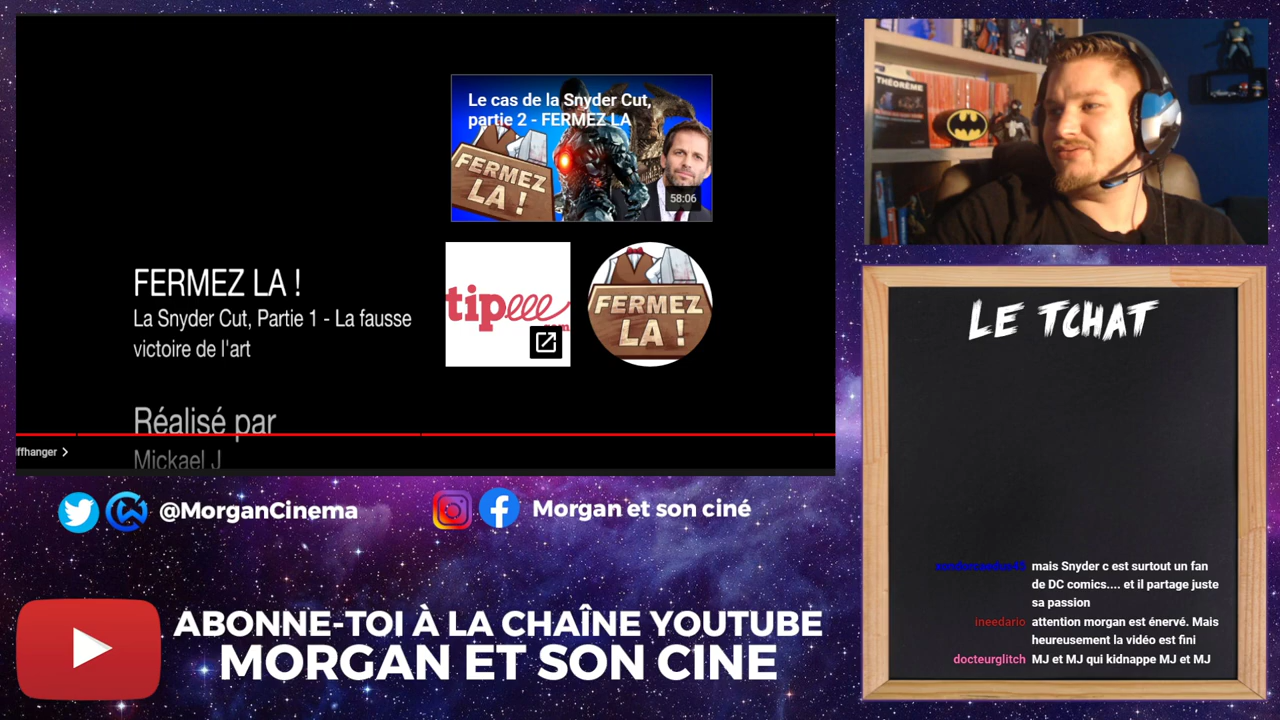 Le cas de la Snyder Cut,
partie 2 - FERMEZ LA
FERMEZ
LA !
58:06
tipeee
.com
FERMEZ
LA !
FERMEZ LA !
La Snyder Cut, Partie 1 - La fausse
victoire de l'art
Réalisé par
Mickael J
ffhanger
THÉORÈME
LE TCHAT
mais Snyder c est surtout un fan
de DC comics.... et il partage juste
sa passion
ineedario attention morgan est énervé. Mais
heureusement la vidéo est fini
docteurglitch MJ et MJ qui kidnappe MJ et MJ
@MorganCinema
Morgan et son ciné
ABONNE-TOI À LA CHAÎNE YOUTUBE
MORGAN ET SON CINE